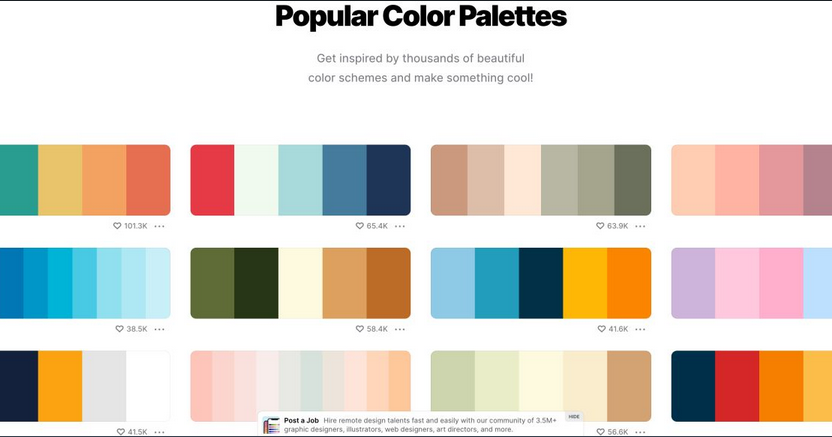 Popular Color Palettes
Get inspired by thousands of beautiful
color schemes and make something cool!
101.3K
65.4K
63.9K
38.5K
58.4K
41.6K
41.5K
56.6K
HIDE
Post a Job Hire remote design talents fast and easily with our community of 3.5M+
graphic designers, illustrators, web designers, art directors, and more.